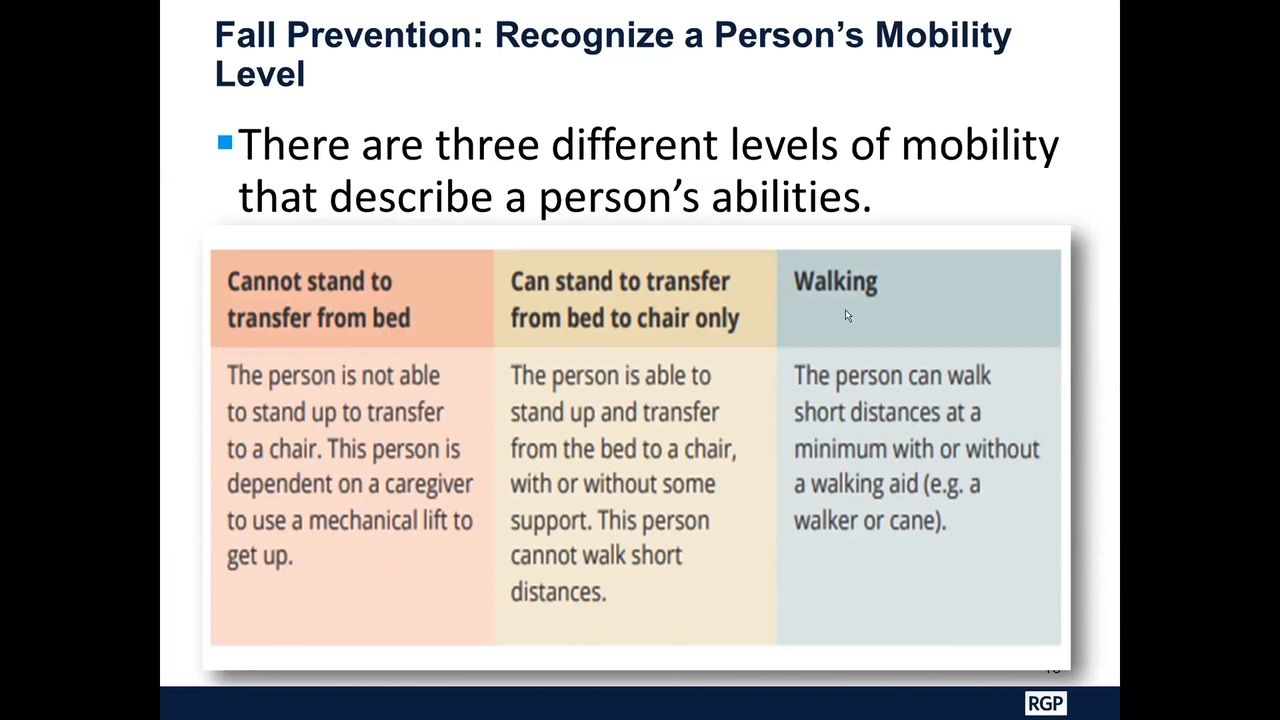 Fall Prevention: Recognize a Person's Mobility
Level
There are three different levels of mobility
that describe a person's abilities.
Cannot stand to
transfer from bed
The person is not able
to stand up to transfer
to a chair. This person is
dependent on a caregiver
to use a mechanical lift to
get up.
Can stand to transfer
from bed to chair only
The person is able to
stand up and transfer
from the bed to a chair,
with or without some
support. This person
cannot walk short
distances.
Walking
The person can walk
short distances at a
minimum with or without
a walking aid (e.g. a
walker or cane).
RGP